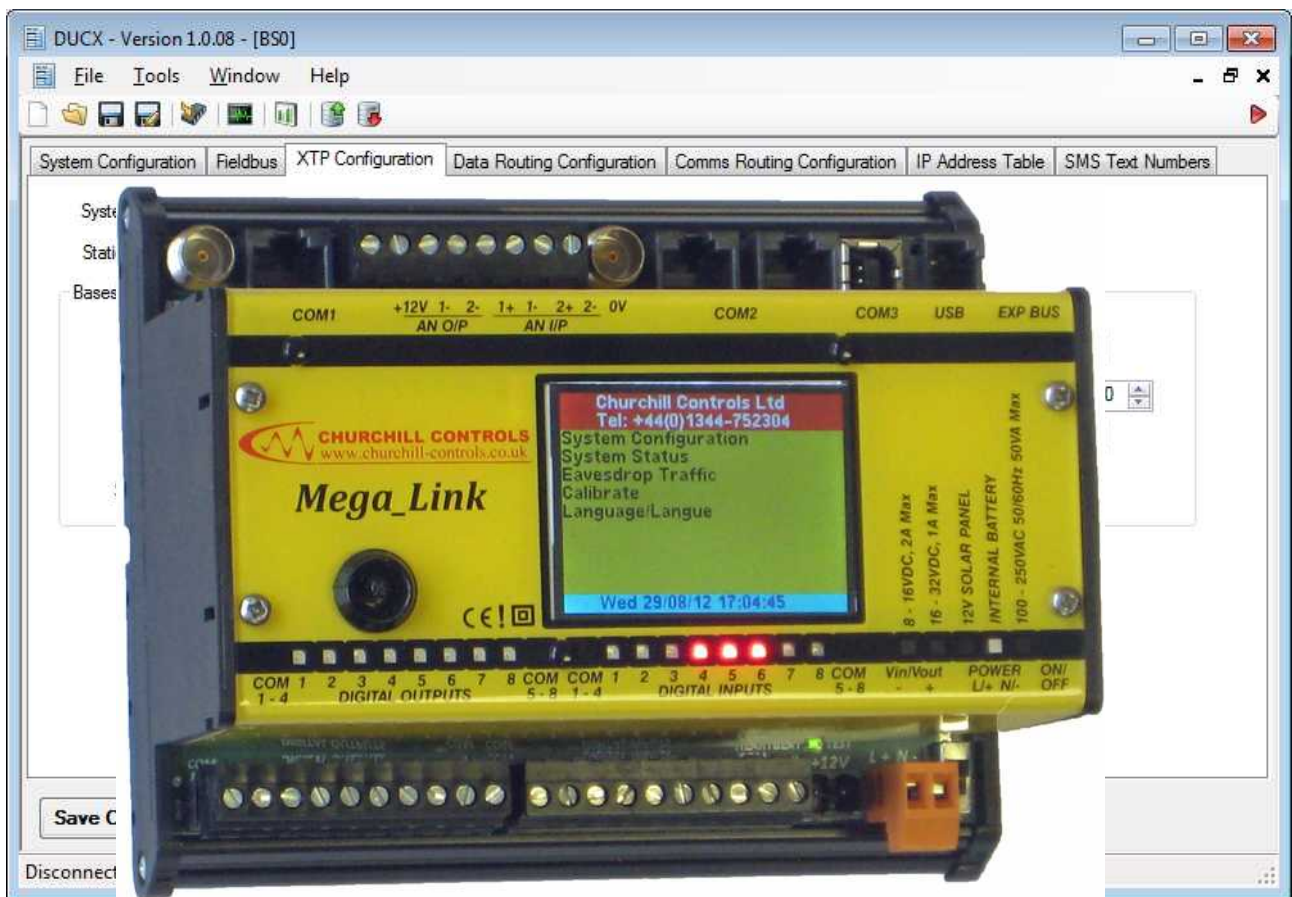 DUCX - Version 1.0.08 - [BS0]
File Tools Window Help
System Configuration Fieldbus XTP Configuration Data Routing Configuration Comms Routing Configuration IP Address Table SMS Text Numbers
Syste
Stati
Bases
0
COM1 +12V 1- 2- 1+ 1- 2+ 2- 0V COM2 COM3 USB EXP BUS
AN O/P AN I/P
Churchill Controls Ltd
Tel: +44(0)1344-752304
System Configuration
System Status
Eavesdrop Traffic
Calibrate
Language/Langue
Wed 29/08/12 17:04:45
CHURCHILL CONTROLS
www.churchill-controls.co.uk
Mega_Link
8 - 16VDC, 2A Max
16 - 32VDC, 1A Max
12V SOLAR PANEL
INTERNAL BATTERY
100 - 250VAC 50/60Hz 50VA Max
CE!
COM 1 2 3 4 5 6 7 8 COM COM 1 2 3 4 5 6 7 8 COM Vin/Vout POWER ON/
1 - 4 DIGITAL OUTPUTS 5 - 8 1 - 4 DIGITAL INPUTS 5 - 8 - + L/+ N/- OFF
+12V L + N -
Save C
Disconnect